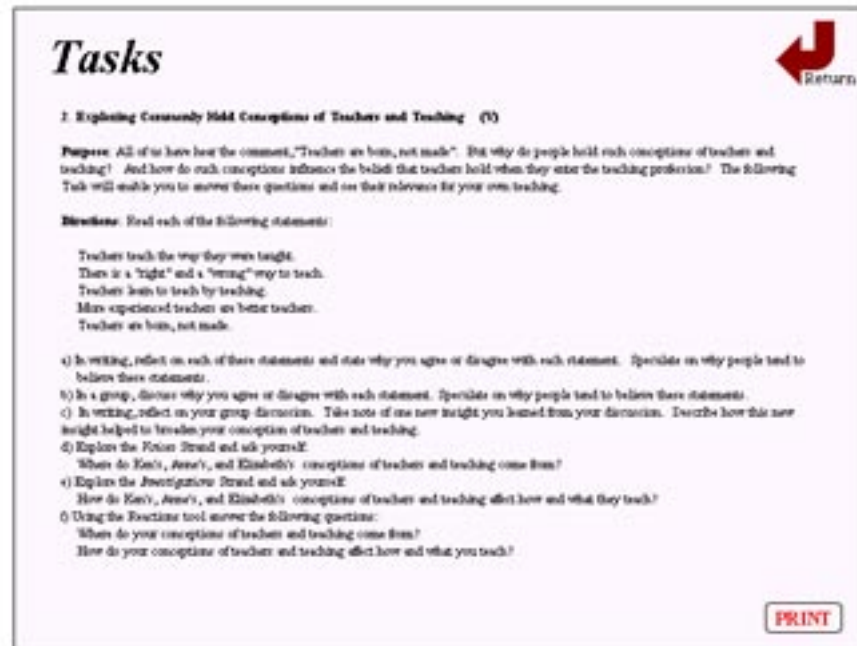 Tasks
Return
2. Exploring Commonly Held Conceptions of Teachers and Teaching (V)
Purpose: All of us have hear the comment, "Teachers are born, not made". But why do people hold such conceptions of teachers and
teaching? And how do such conceptions influence the beliefs that teachers hold when they enter the teaching profession? The following
Task will enable you to answer these questions and see their relevance for your own teaching.
Directions: Read each of the following statements:
Teachers teach the way they were taught.
There is a "right" and a "wrong" way to teach.
Teachers learn to teach by teaching.
More experienced teachers are better teachers.
Teachers are born, not made.
a) In writing, reflect on each of these statements and state why you agree or disagree with each statement. Speculate on why people tend to
believe these statements.
b) In a group, discuss why you agree or disagree with each statement. Speculate on why people tend to believe these statements.
c) In writing, reflect on your group discussion. Take note of one new insight you learned from your discussion. Describe how this new
insight helped to broaden your conception of teachers and teaching.
d) Explore the Voices Strand and ask yourself:
Where do Ken's, Anne's, and Elizabeth's conceptions of teachers and teaching come from?
e) Explore the Investigations Strand and ask yourself:
How do Ken's, Anne's, and Elizabeth's conceptions of teachers and teaching affect how and what they teach?
f) Using the Reactions tool answer the following questions:
Where do your conceptions of teachers and teaching come from?
How do your conceptions of teachers and teaching affect how and what you teach?
PRINT